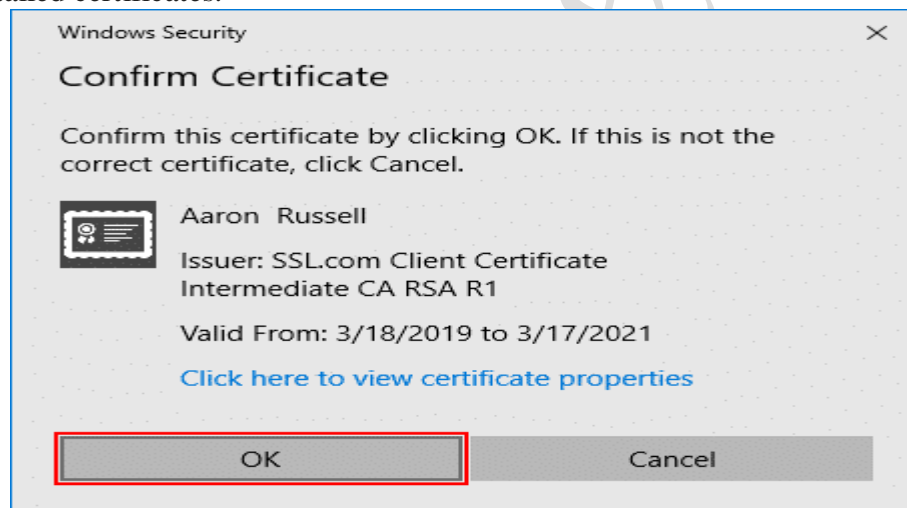 certificates.
Windows Security
Confirm Certificate
Confirm this certificate by clicking OK. If this is not the
correct certificate, click Cancel.
Aaron Russell
Issuer: SSL.com Client Certificate
Intermediate CA RSA R1
Valid From: 3/18/2019 to 3/17/2021
Click here to view certificate properties
OK Cancel